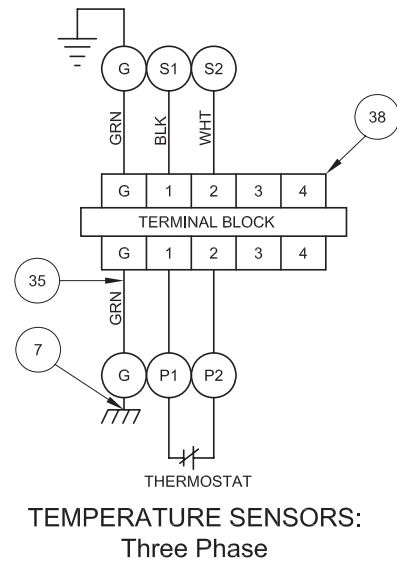 G S1 S2
GRN BLK WHT
38
G 1 2 3 4
TERMINAL BLOCK
G 1 2 3 4
35
GRN
7
G P1 P2
THERMOSTAT
TEMPERATURE SENSORS:
Three Phase